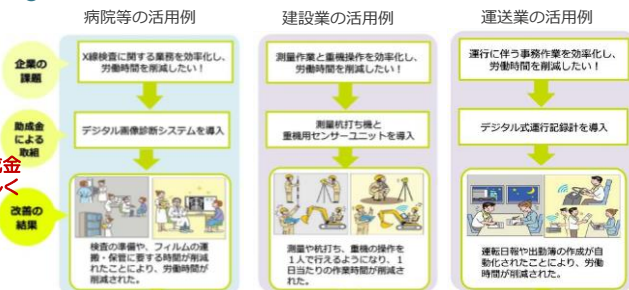 病院等の活用例
建設業の活用例
運送業の活用例
企業の
課題
X線検査に関する業務を効率化し、
労働時間を削減したい！
測量作業と重機操作を効率化し、
労働時間を削減したい！
運行に伴う事務作業を効率化し、
労働時間を削減したい！
助成金
による
取組
デジタル画像診断システムを導入
測量杭打ち機と
重機用センサーユニットを導入
デジタル式運行記録計を導入
金
く
改善の
結果
検査の準備や、フィルムの運
搬・保管に要する時間が削減
されたことにより、労働時間が
削減された。
測量や杭打ち、重機の操作を
１人で行えるようになり、１
日当たりの作業時間が削減さ
れた。
運転日報や出勤簿の作成が自
動化されたことにより、労働
時間が削減された。